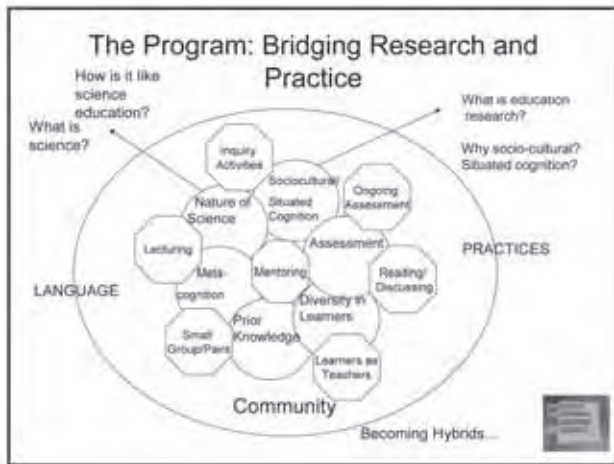 The Program: Bridging Research and
Practice
How is it like
science
education?
What is
science?
What is education
research?
Why socio-cultural?
Situated cognition?
Inquiry
Activities
Sociocultural/
Situated
Cognition
Ongoing
Assessment
Nature of
Science
Assessment
Lecturing
Mentoring
Meta-
cognition
Reading/
Discussing
PRACTICES
LANGUAGE
Diversity in
Learners
Prior
Knowledge
Small
Group/Pairs
Learners as
Teachers
Community
Becoming Hybrids...